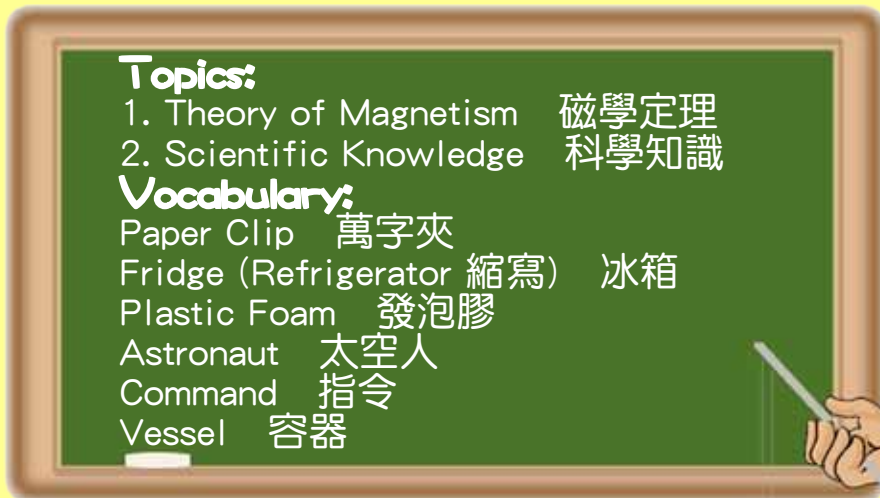 Topics:
1. Theory of Magnetism 磁學定理
2. Scientific Knowledge 科學知識
Vocabulary:
Paper Clip 萬字夾
Fridge (Refrigerator 縮寫) 冰箱
Plastic Foam 發泡膠
Astronaut 太空人
Command 指令
Vessel 容器